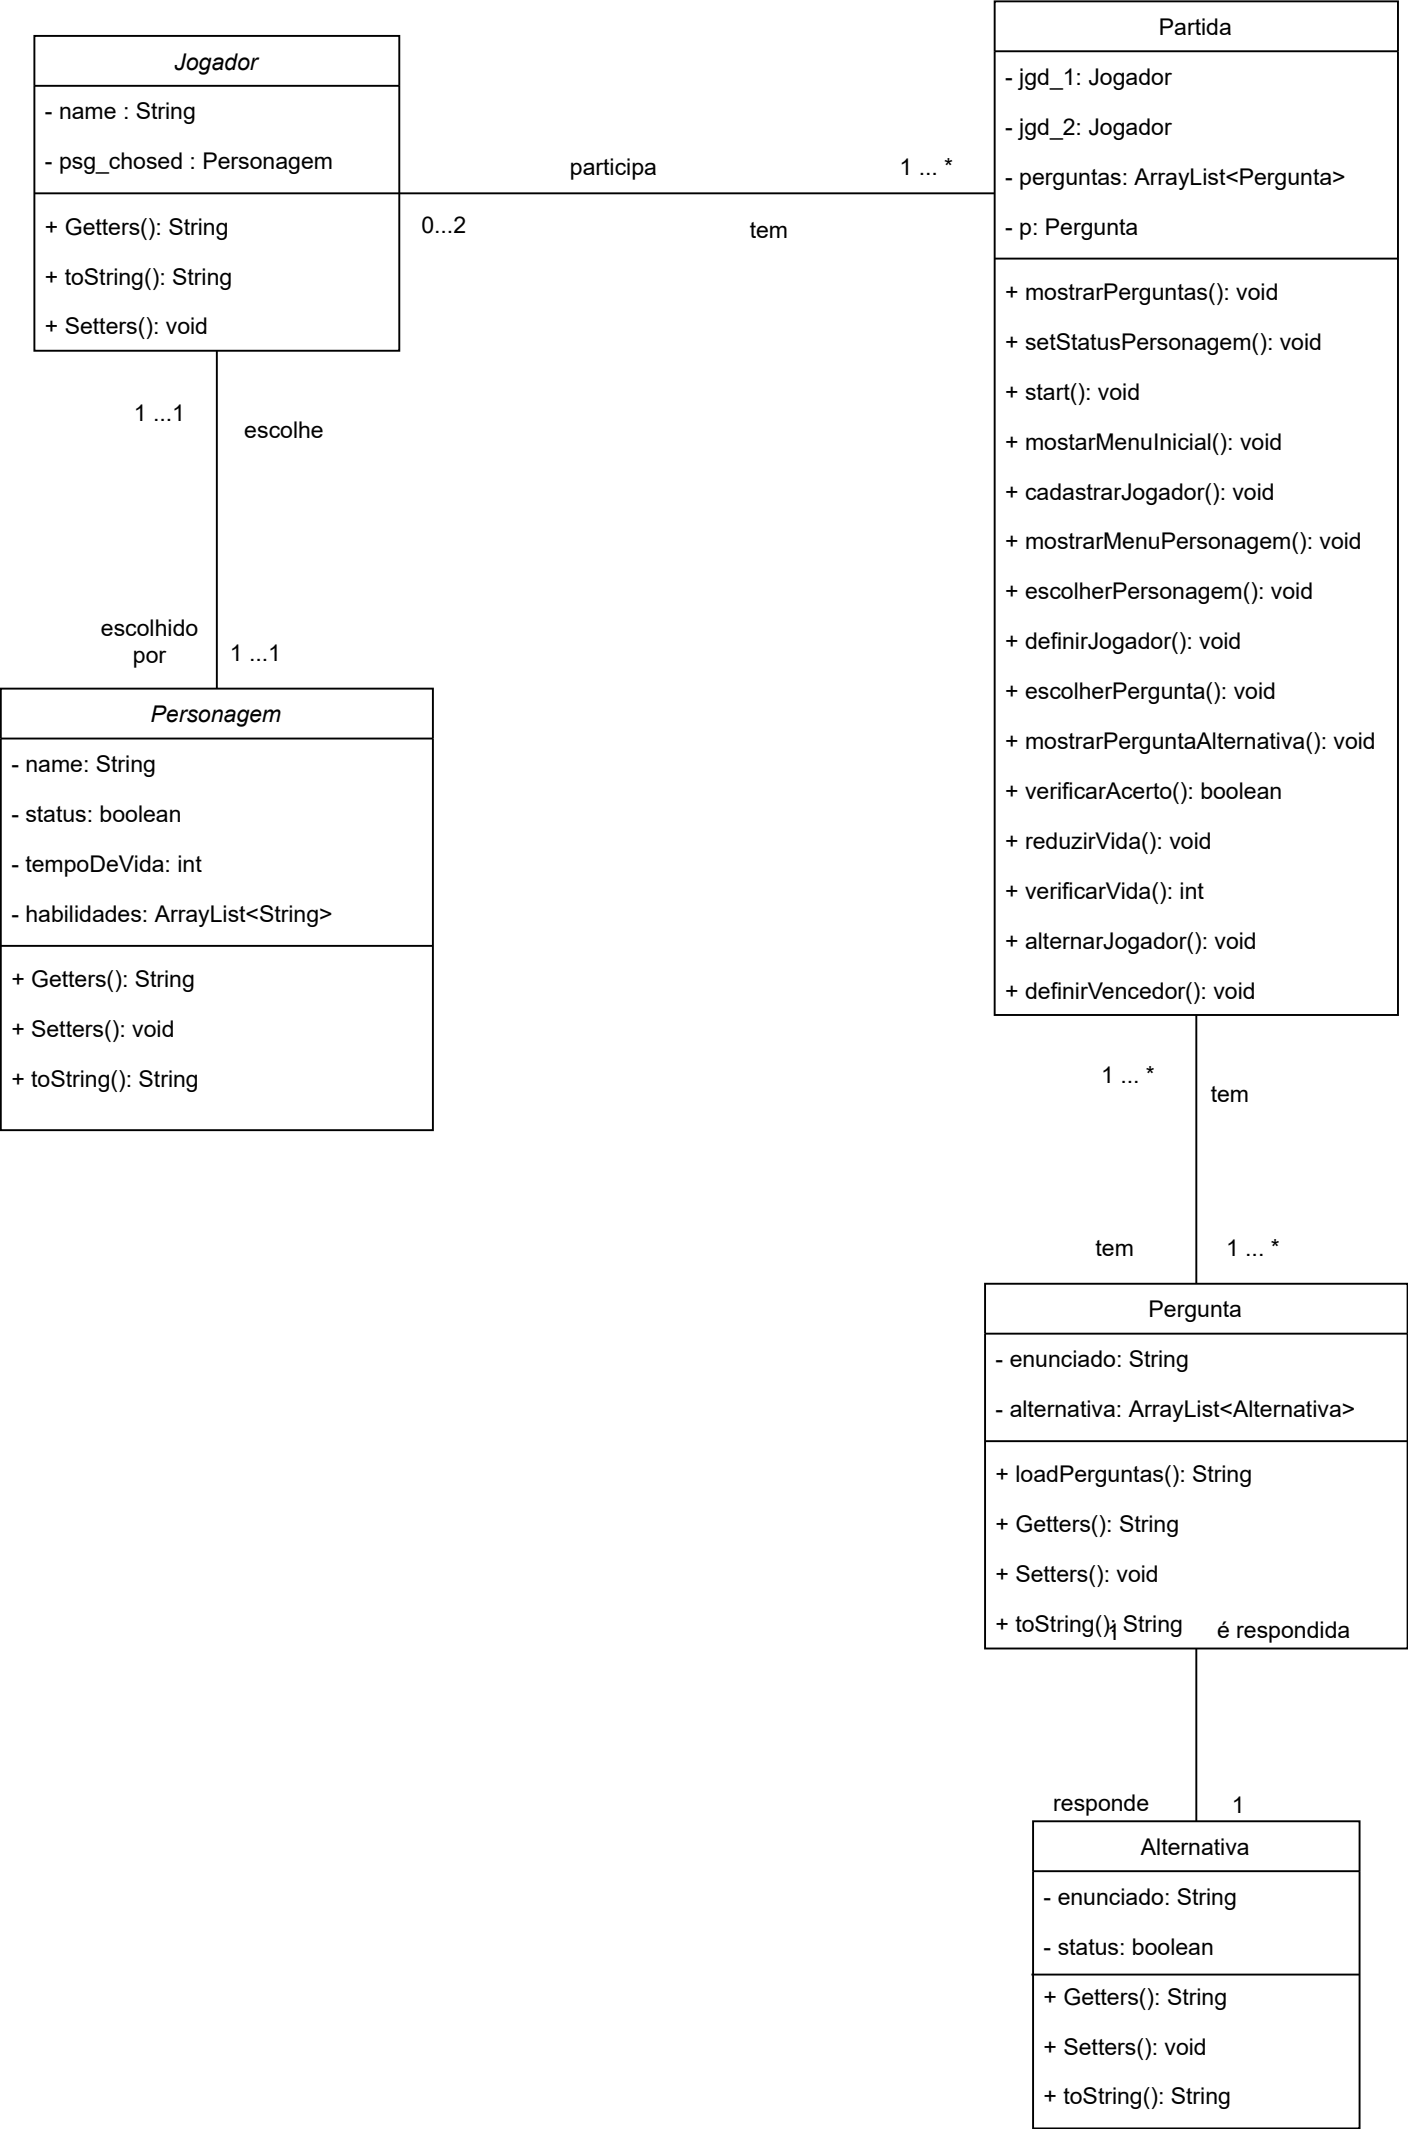 Jogador
- name : String
- psg_chosed : Personagem
+ Getters(): String
+ toString(): String
+ Setters(): void
participa
1 ... *
0...2
tem
Partida
- jgd_1: Jogador
- jgd_2: Jogador
- perguntas: ArrayList<Pergunta>
- p: Pergunta
+ mostrarPerguntas(): void
+ setStatusPersonagem(): void
+ start(): void
+ mostarMenuInicial(): void
+ cadastrarJogador(): void
+ mostrarMenuPersonagem(): void
+ escolherPersonagem(): void
+ definirJogador(): void
+ escolherPergunta(): void
+ mostrarPerguntaAlternativa(): void
+ verificarAcerto(): boolean
+ reduzirVida(): void
+ verificarVida(): int
+ alternarJogador(): void
+ definirVencedor(): void
1 ...1
escolhe
escolhido
por
1 ...1
Personagem
- name: String
- status: boolean
- tempoDeVida: int
- habilidades: ArrayList<String>
+ Getters(): String
+ Setters(): void
+ toString(): String
1 ... *
tem
tem
1 ... *
Pergunta
- enunciado: String
- alternativa: ArrayList<Alternativa>
+ loadPerguntas(): String
+ Getters(): String
+ Setters(): void
+ toString(): String
1
é respondida
responde
1
Alternativa
- enunciado: String
- status: boolean
+ Getters(): String
+ Setters(): void
+ toString(): String